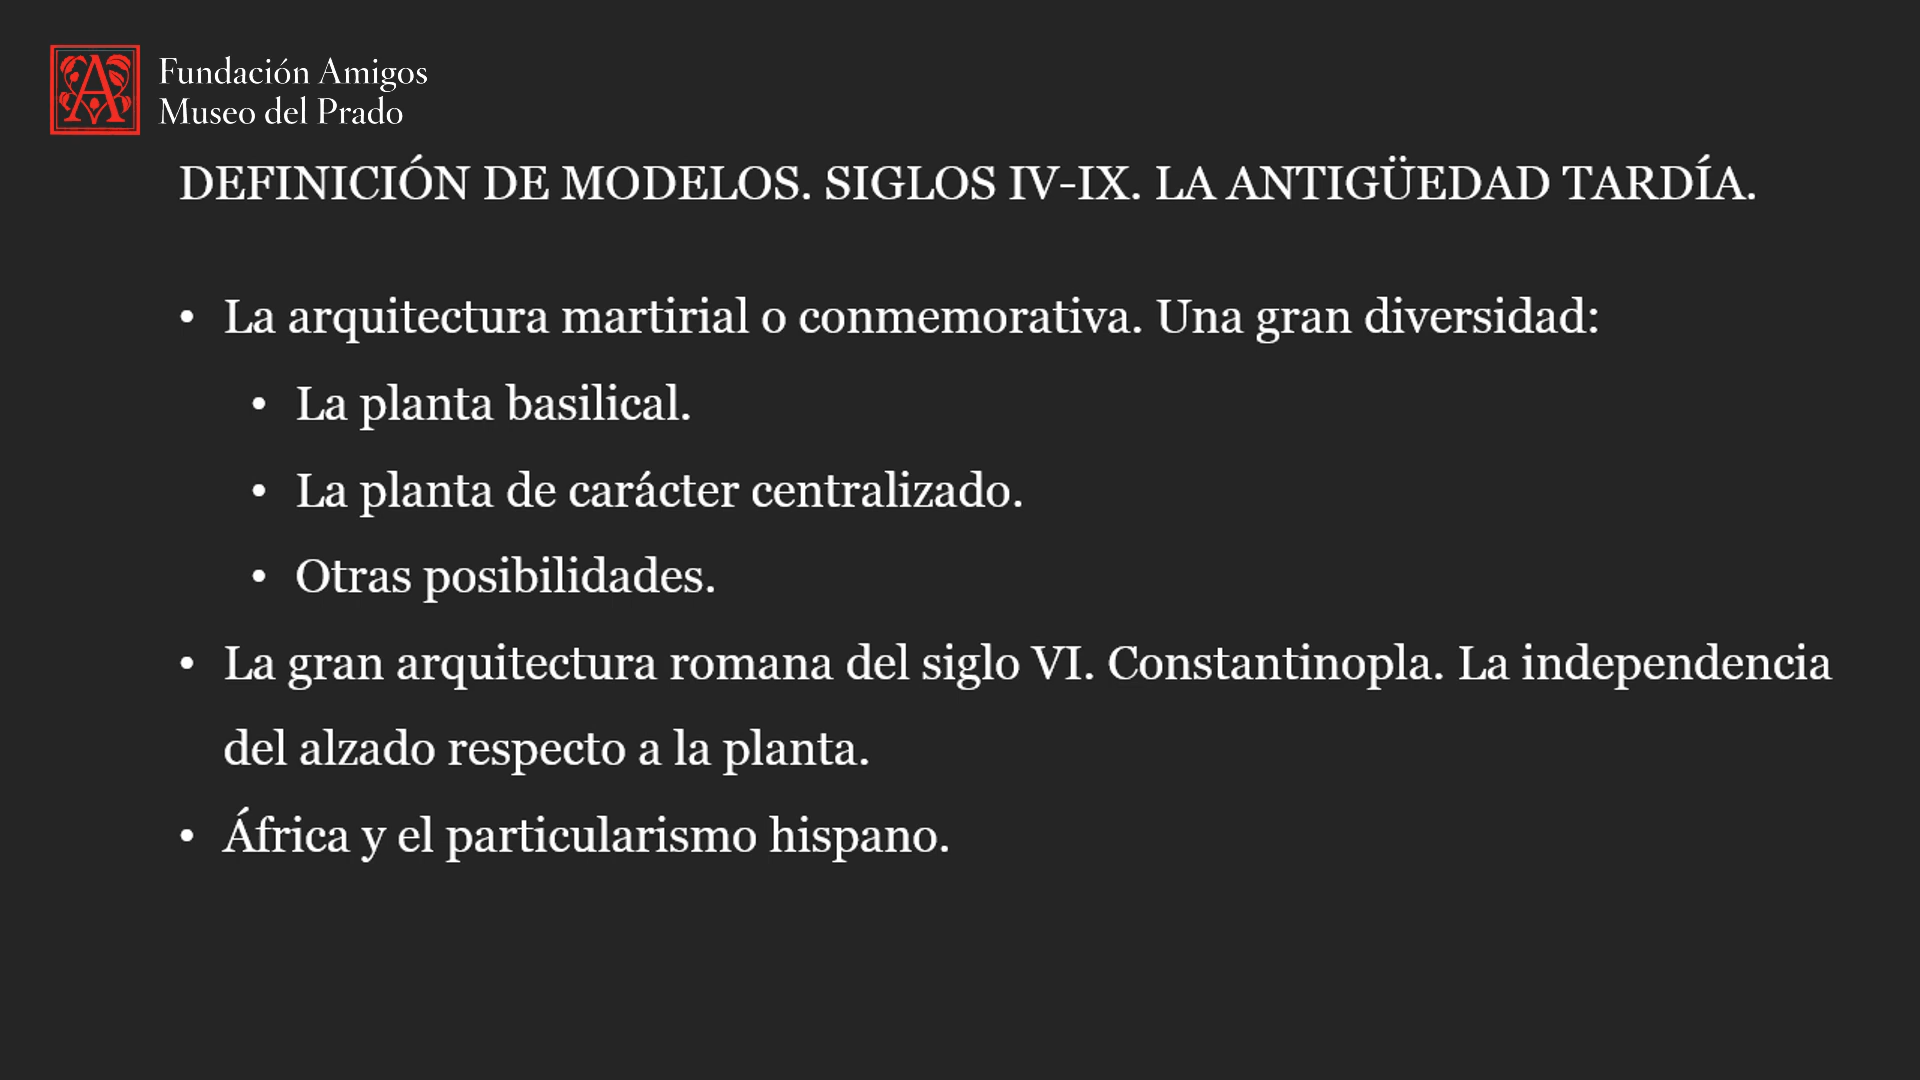 Fundación Amigos
Museo del Prado
DEFINICIÓN DE MODELOS. SIGLOS IV-IX. LA ANTIGÜEDAD TARDÍA.
• La arquitectura martirial o conmemorativa. Una gran diversidad:
• La planta basilical.
• La planta de carácter centralizado.
• Otras posibilidades.
• La gran arquitectura romana del siglo VI. Constantinopla. La independencia
del alzado respecto a la planta.
• África y el particularismo hispano.